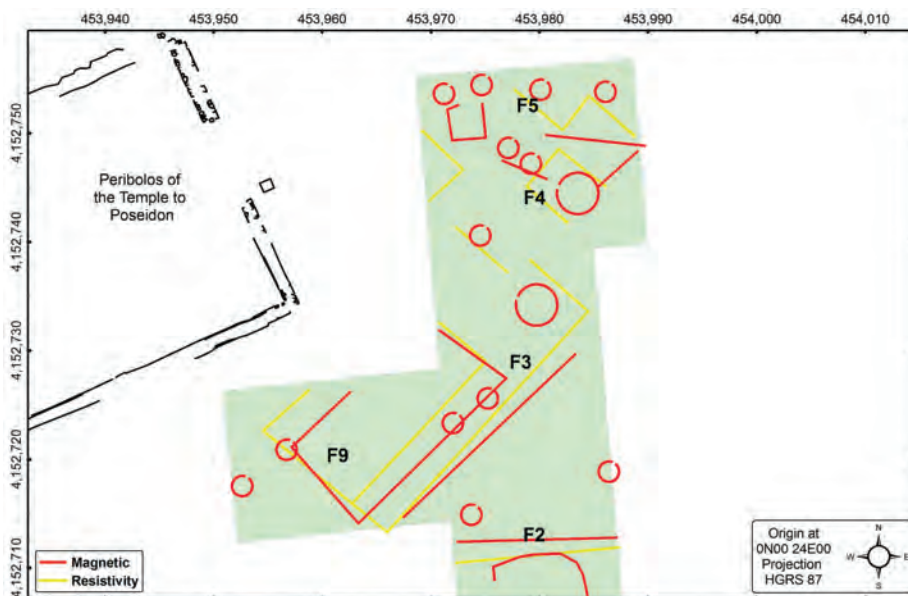 453,940 453,950 453,960 453,970 453,980 453,990 454,000 454,010
4,152,750
4,152,740
4,152,730
4,152,720
4,152,710
Peribolos of
the Temple to
Poseidon
F5
F4
F3
F9
F2
Magnetic
Resistivity
Origin at
0N00 24E00
Projection
HGRS 87
N
W E
S